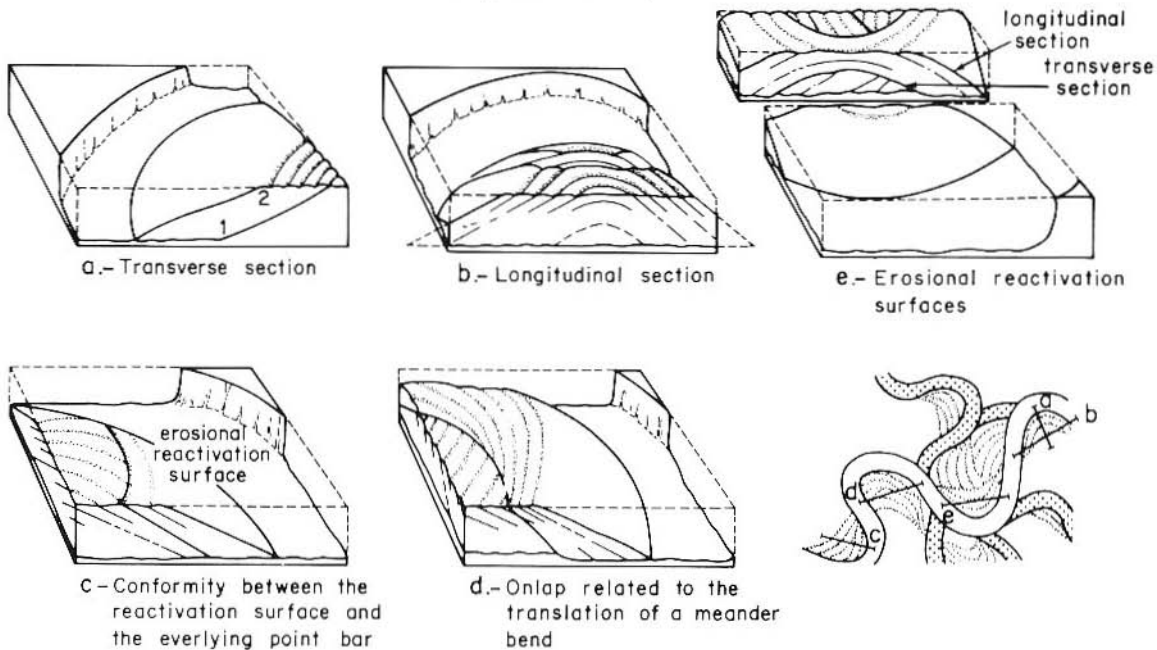 longitudinal
section
transverse
section
2
1
a.- Transverse section
b.- Longitudinal section
e.- Erosional reactivation
surfaces
erosional
reactivation
surface
c - Conformity between the
reactivation surface and
the everlying point bar
d.- Onlap related to the
translation of a meander
bend
a
b
d
e
c